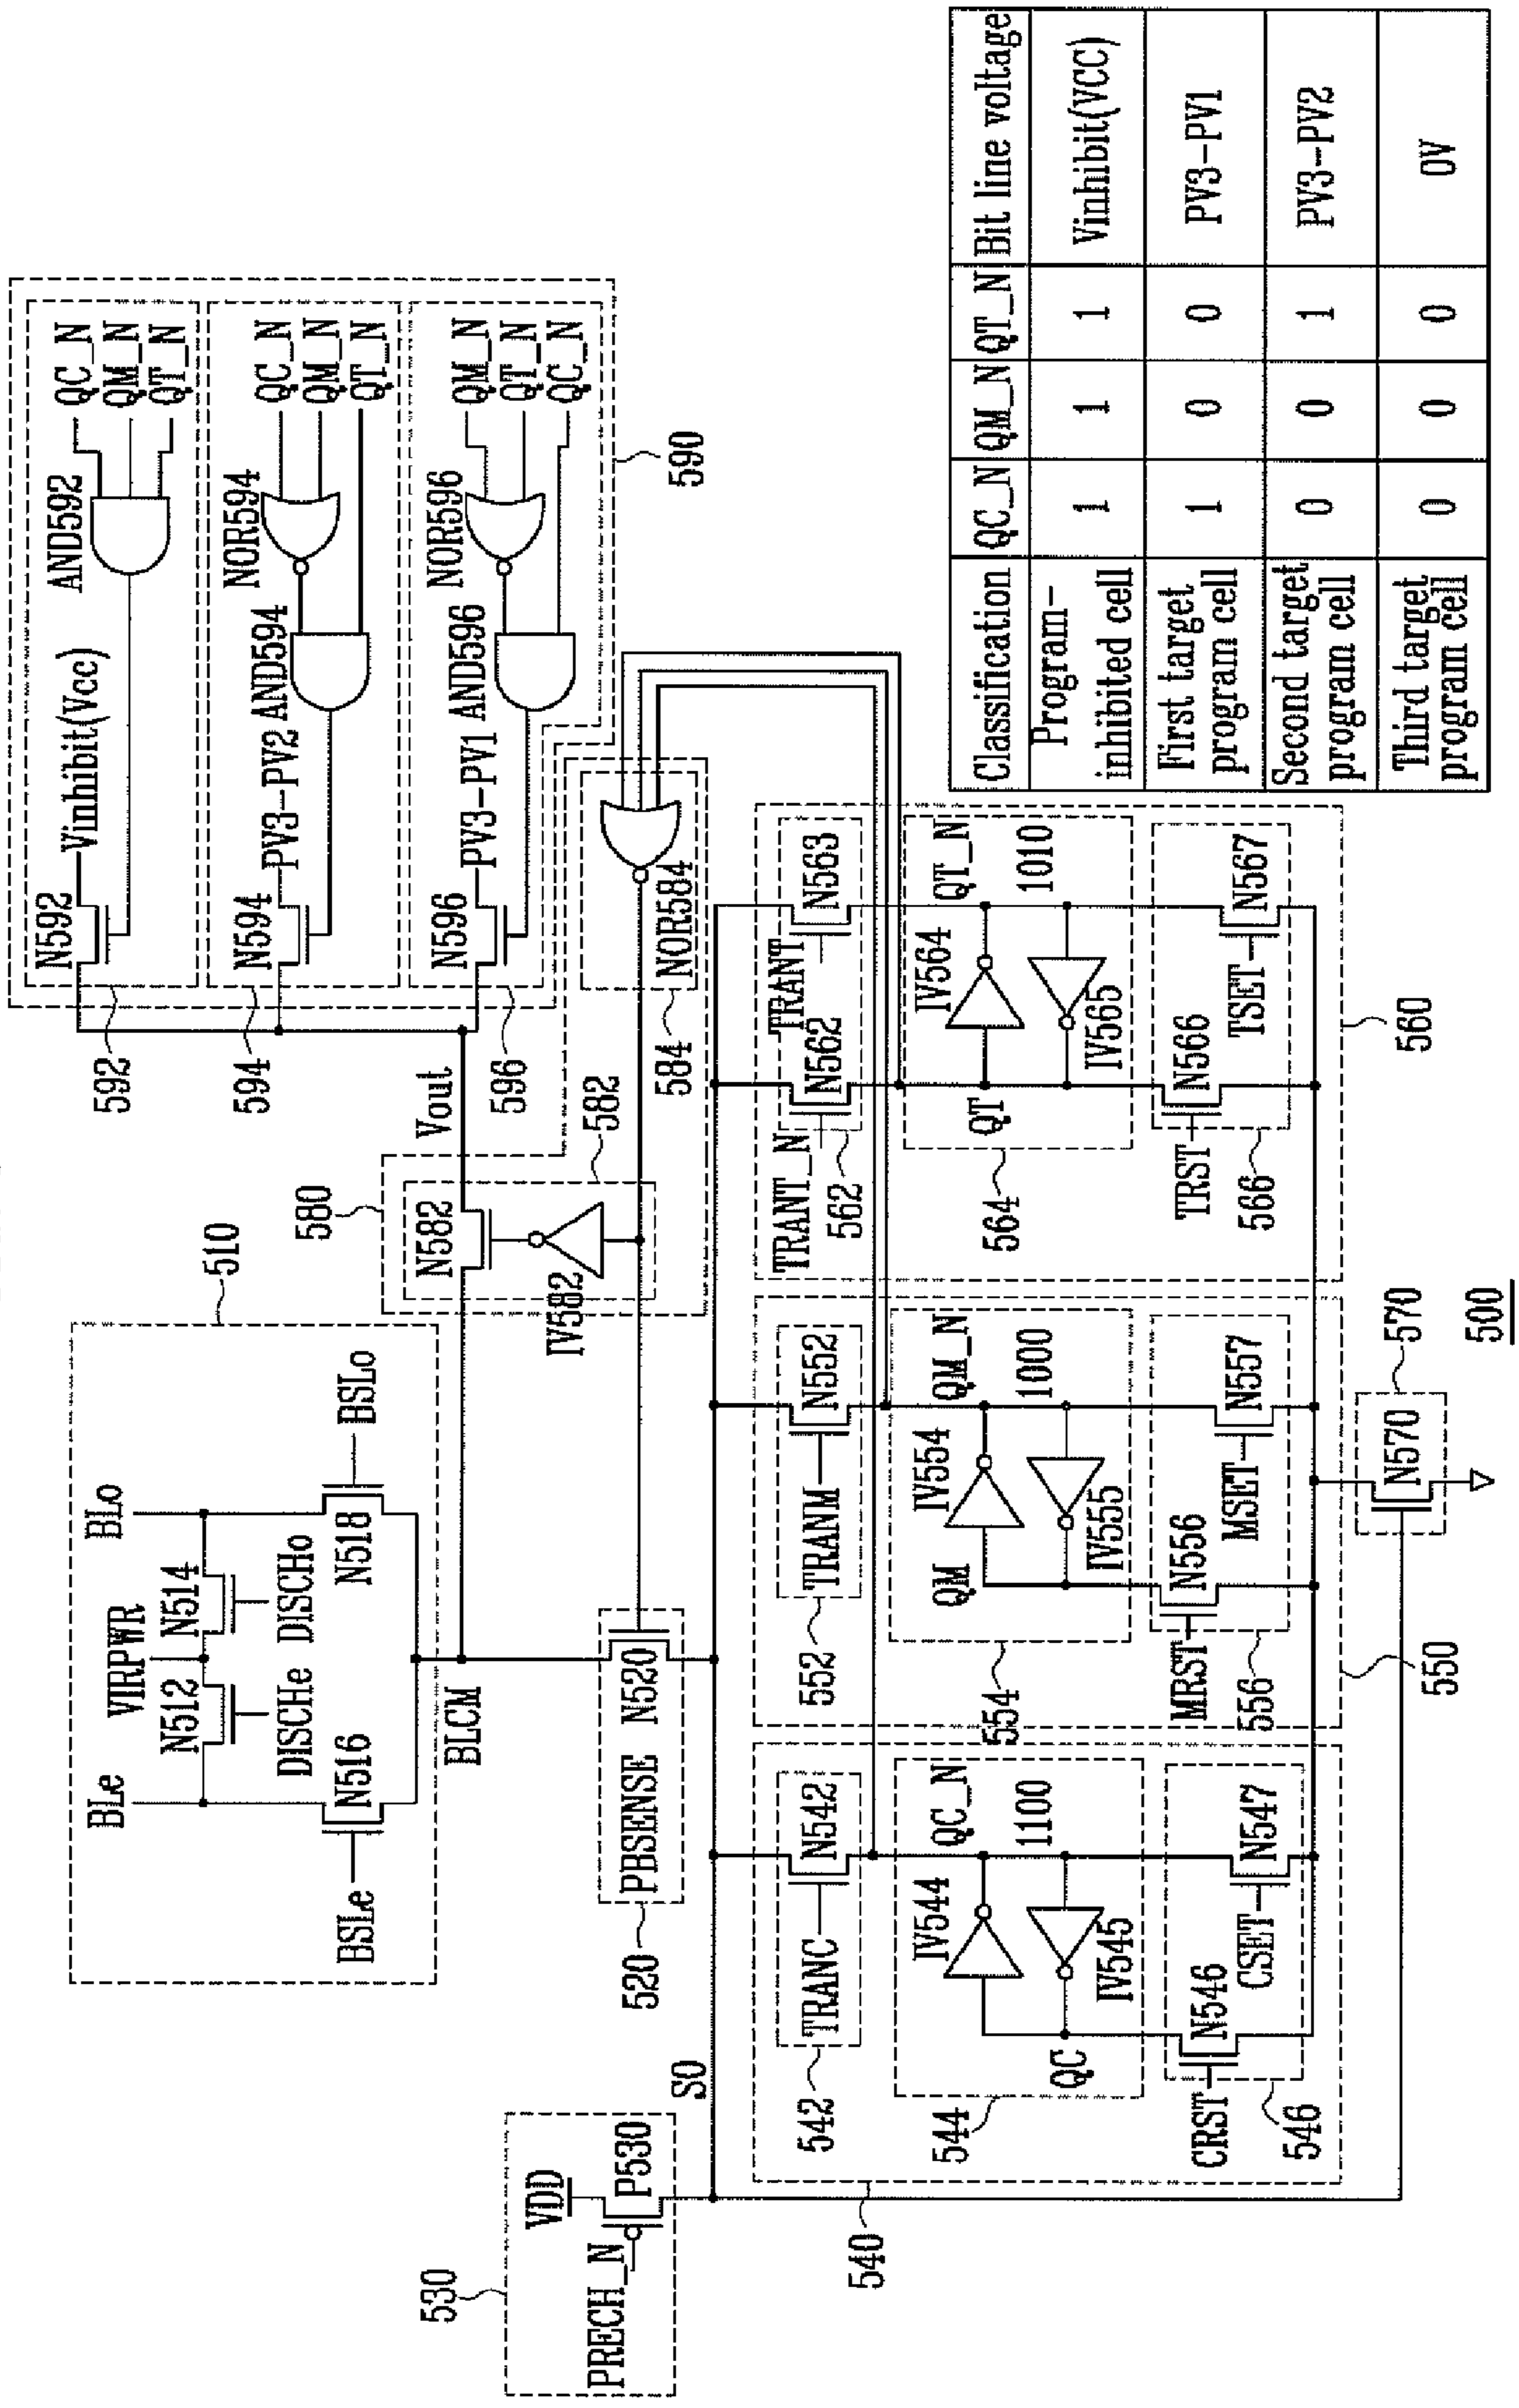 510
BLe
VIRPWR
BLo
N512
N514
DISCHe
DISCHo
BSLe
N516
N518
BSLo
BLCM
530
VDD
PRECH_N
P530
520
PBSENSE
N520
SO
580
N582
IV582
582
Vout
584
NOR584
590
592
N592
Vinhibit(Vcc)
AND592
QC_N
QM_N
QT_N
594
N594
PV3-PV2
AND594
NOR594
QC_N
QM_N
QT_N
596
N596
PV3-PV1
AND596
NOR596
QM_N
QT_N
QC_N
540
542
TRANC
N542
544
IV544
QC_N
1100
QC
IV545
CRST
N546
CSET
N547
546
550
552
TRANM
N552
554
QM
IV554
QM_N
1000
IV555
MRST
N556
MSET
N557
556
560
562
TRANT_N
N562
TRANT
N563
564
QT
IV564
QT_N
1010
IV565
TRST
N566
TSET
N567
566
570
N570
500
Classification QC_N QM_N QT_N Bit line voltage
Program-
inhibited cell 1 1 1 Vinhibit(VCC)
First target
program cell 1 0 0 PV3-PV1
Second target
program cell 0 0 1 PV3-PV2
Third target
program cell 0 0 0 0V